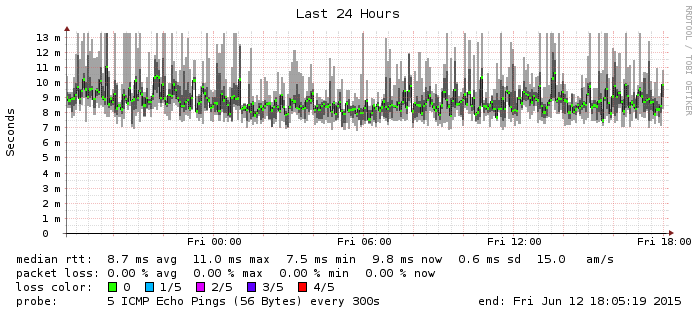 Last 24 Hours
RRDTOOL / TOBI OETIKER
Seconds
13 m
12 m
11 m
10 m
9 m
8 m
7 m
6 m
5 m
4 m
3 m
2 m
1 m
0
Fri 00:00 Fri 06:00 Fri 12:00 Fri 18:00
median rtt: 8.7 ms avg 11.0 ms max 7.5 ms min 9.8 ms now 0.6 ms sd 15.0 am/s
packet loss: 0.00 % avg 0.00 % max 0.00 % min 0.00 % now
loss color: 0 1/5 2/5 3/5 4/5
probe: 5 ICMP Echo Pings (56 Bytes) every 300s end: Fri Jun 12 18:05:19 2015